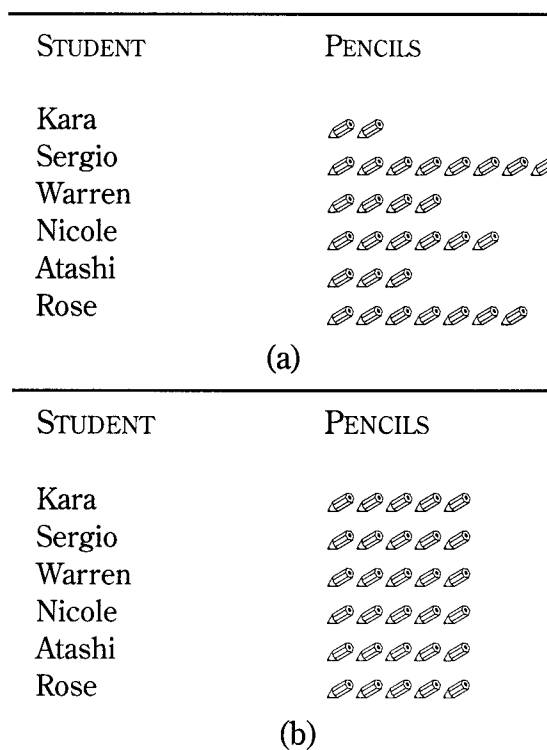 STUDENT PENCILS
Kara
Sergio
Warren
Nicole
Atashi
Rose
(a)
STUDENT PENCILS
Kara
Sergio
Warren
Nicole
Atashi
Rose
(b)